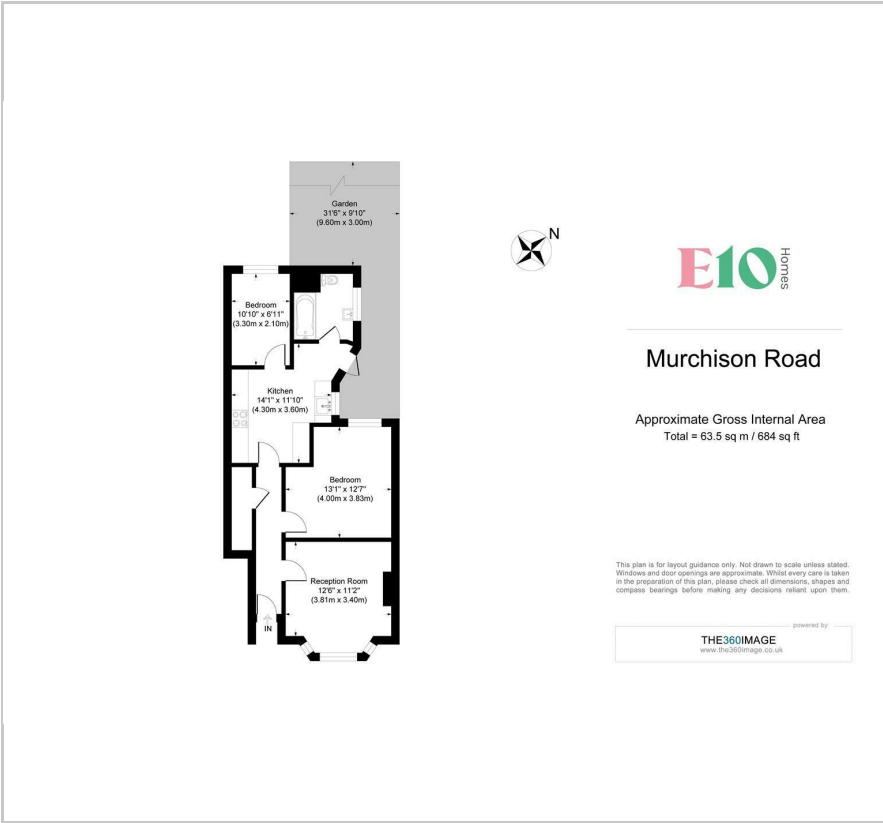 Garden
31'6" x 9'10"
(9.60m x 3.00m)
N
Bedroom
10'10" x 6'11"
(3.30m x 2.10m)
Kitchen
14'1" x 11'10"
(4.30m x 3.60m)
Bedroom
13'1" x 12'7"
(4.00m x 3.83m)
Reception Room
12'6" x 11'2"
(3.81m x 3.40m)
IN
E10 Homes
Murchison Road
Approximate Gross Internal Area
Total = 63.5 sq m / 684 sq ft
This plan is for layout guidance only. Not drawn to scale unless stated.
Windows and door openings are approximate. Whilst every care is taken
in the preparation of this plan, please check all dimensions, shapes and
compass bearings before making any decisions reliant upon them.
powered by
THE360IMAGE
www.the360image.co.uk